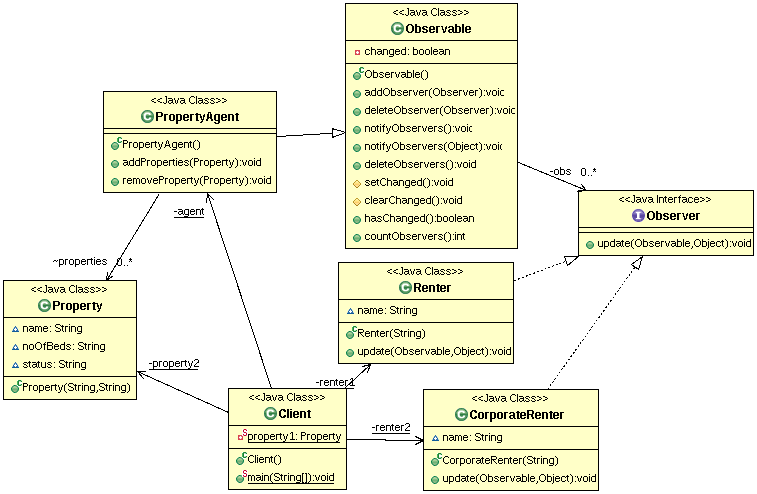 <<Java Class>>
Observable
changed: boolean
Observable()
addObserver(Observer):void
deleteObserver(Observer):void
notifyObservers():void
notifyObservers(Object):void
deleteObservers():void
setChanged():void
clearChanged():void
hasChanged():boolean
countObservers():int
<<Java Class>>
PropertyAgent
PropertyAgent()
addProperties(Property):void
removeProperty(Property):void
-obs 0..*
<<Java Interface>>
Observer
update(Observable,Object):void
-agent
~properties 0..*
<<Java Class>>
Property
name: String
noOfBeds: String
status: String
Property(String,String)
<<Java Class>>
Renter
name: String
Renter(String)
update(Observable,Object):void
-property2
-renter1
<<Java Class>>
Client
property1: Property
Client()
main(String[]):void
-renter2
<<Java Class>>
CorporateRenter
name: String
CorporateRenter(String)
update(Observable,Object):void